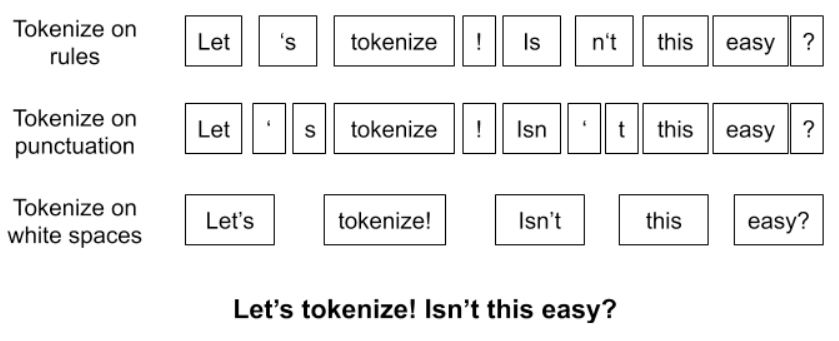 Tokenize on
rules
Let ‘s tokenize ! Is n‘t this easy ?
Tokenize on
punctuation
Let ‘ s tokenize ! Isn ‘ t this easy ?
Tokenize on
white spaces
Let’s tokenize! Isn’t this easy?
Let’s tokenize! Isn’t this easy?